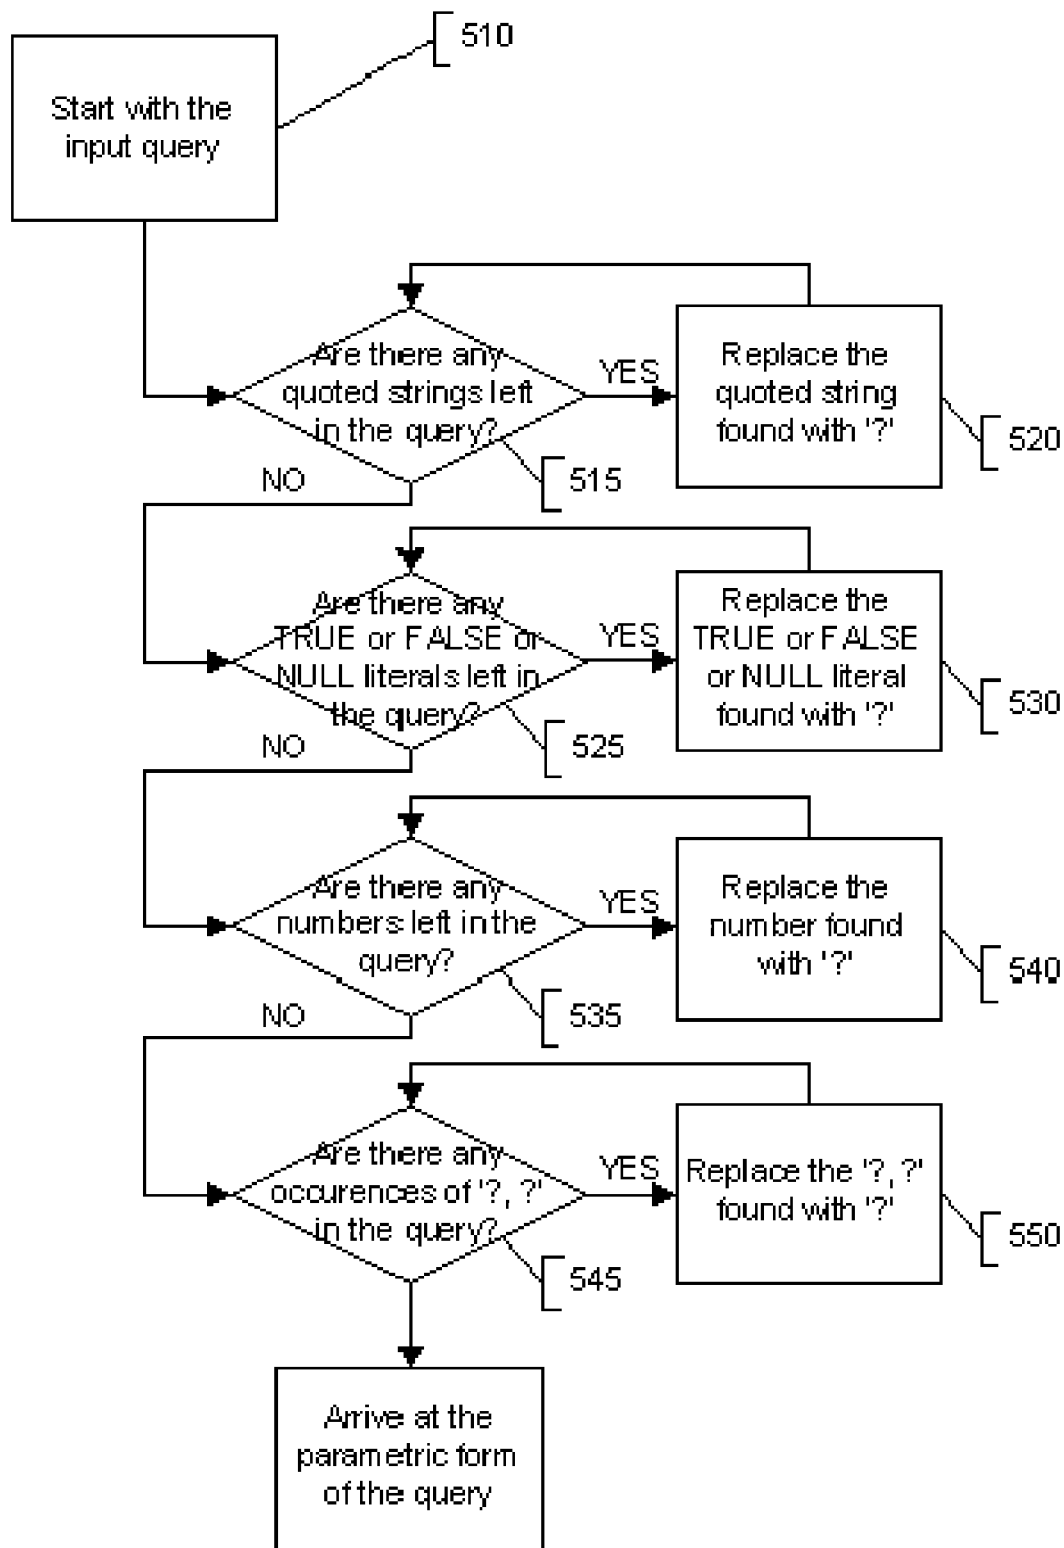 510
Start with the
input query
Are there any
quoted strings left
in the query?
YES
Replace the
quoted string
found with '?'
520
515
NO
Are there any
TRUE or FALSE or
NULL literals left in
the query?
YES
Replace the
TRUE or FALSE
or NULL literal
found with '?'
530
525
NO
Are there any
numbers left in the
query?
YES
Replace the
number found
with '?'
540
535
NO
Are there any
occurences of '?, ?'
in the query?
YES
Replace the '?, ?'
found with '?'
550
545
Arrive at the
parametric form
of the query